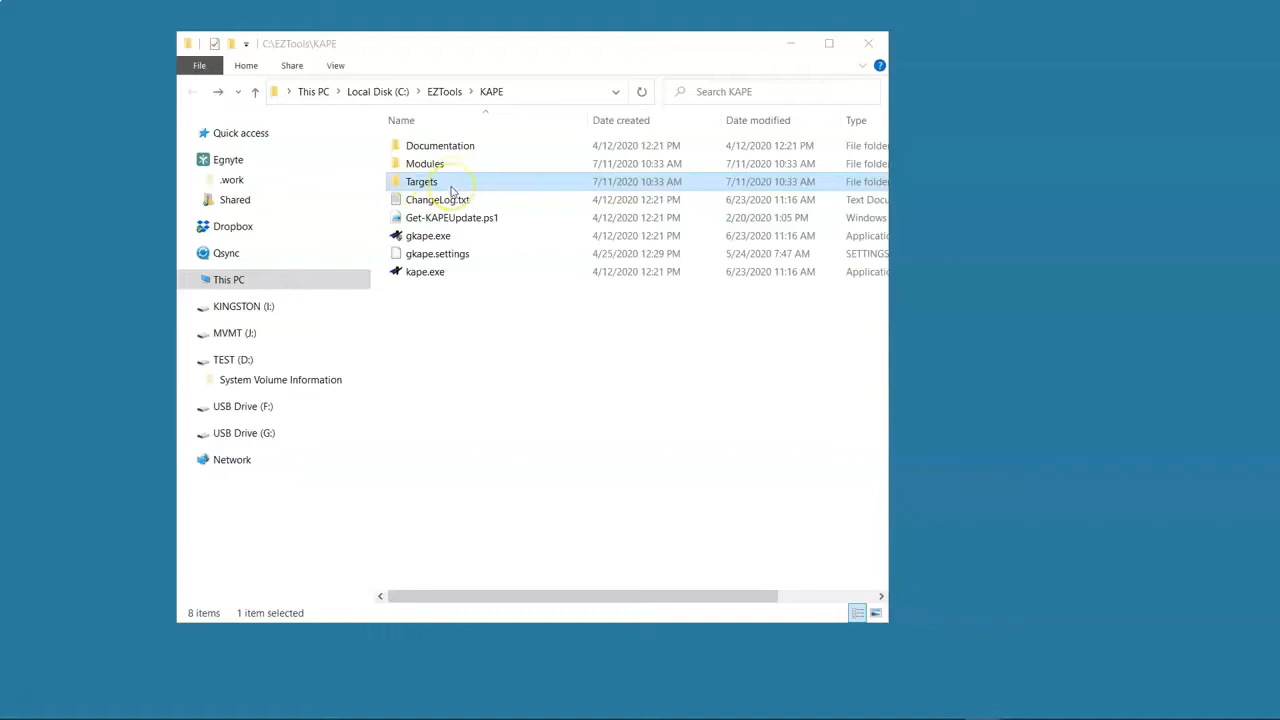 C:\EZTools\KAPE
File Home Share View
This PC Local Disk (C:) EZTools KAPE Search KAPE
Name Date created Date modified Type
Quick access
Egnyte
.work
Shared
Dropbox
Qsync
This PC
KINGSTON (I:)
MVMT (J:)
TEST (D:)
System Volume Information
USB Drive (F:)
USB Drive (G:)
Network
Documentation 4/12/2020 12:21 PM 4/12/2020 12:21 PM File folde
Modules 7/11/2020 10:33 AM 7/11/2020 10:33 AM File folde
Targets 7/11/2020 10:33 AM 7/11/2020 10:33 AM File folde
ChangeLog.txt 4/12/2020 12:21 PM 6/23/2020 11:16 AM Text Docu
Get-KAPEUpdate.ps1 4/12/2020 12:21 PM 2/20/2020 1:05 PM Windows
gkape.exe 4/12/2020 12:21 PM 6/23/2020 11:16 AM Applicati
gkape.settings 4/25/2020 12:29 PM 5/24/2020 7:47 AM SETTINGS
kape.exe 4/12/2020 12:21 PM 6/23/2020 11:16 AM Applicati
8 items 1 item selected